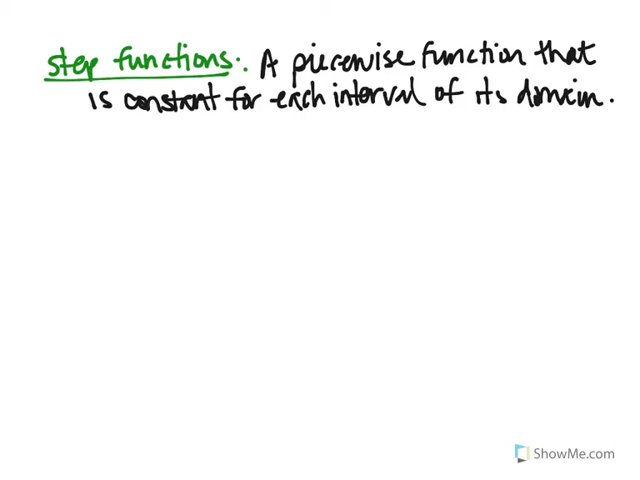 step functions: A piecewise function that
is constant for each interval of its domain.
ShowMe.com